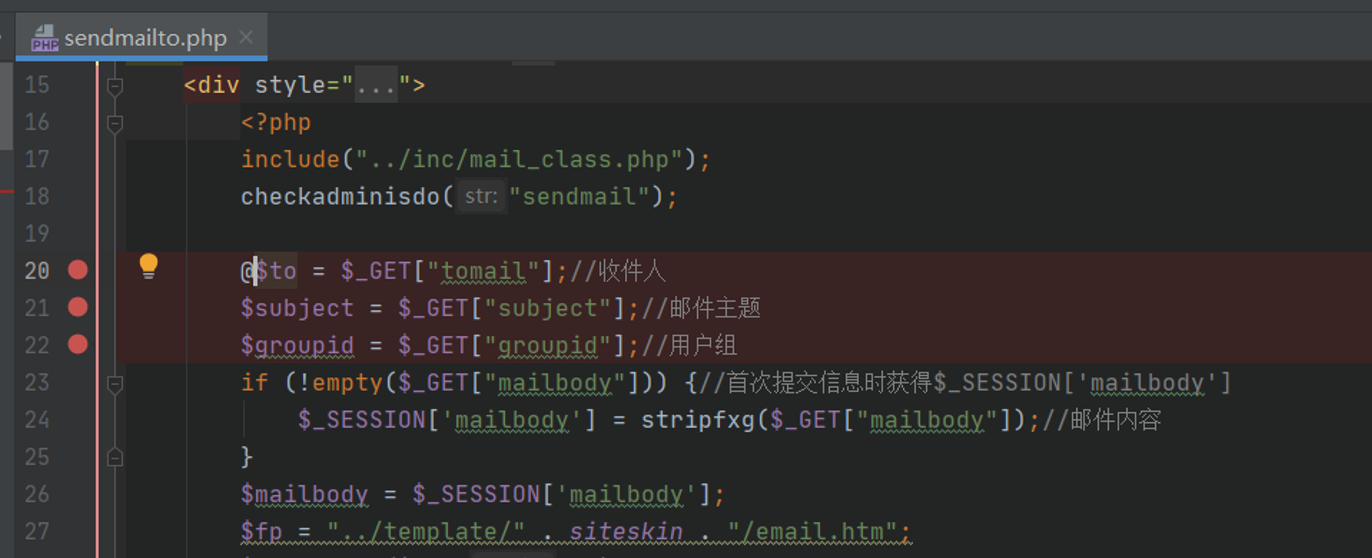 sendmailto.php
15 <div style="...">
16 <?php
17 include("../inc/mail_class.php");
18 checkadminisdo( str: "sendmail");
19
20 @$to = $_GET["tomail"];//收件人
21 $subject = $_GET["subject"];//邮件主题
22 $groupid = $_GET["groupid"];//用户组
23 if (!empty($_GET["mailbody"])) {//首次提交信息时获得$_SESSION['mailbody']
24 $_SESSION['mailbody'] = stripfxg($_GET["mailbody"]);//邮件内容
25 }
26 $mailbody = $_SESSION['mailbody'];
27 $fp = "../template/" . siteskin . "/email.htm";